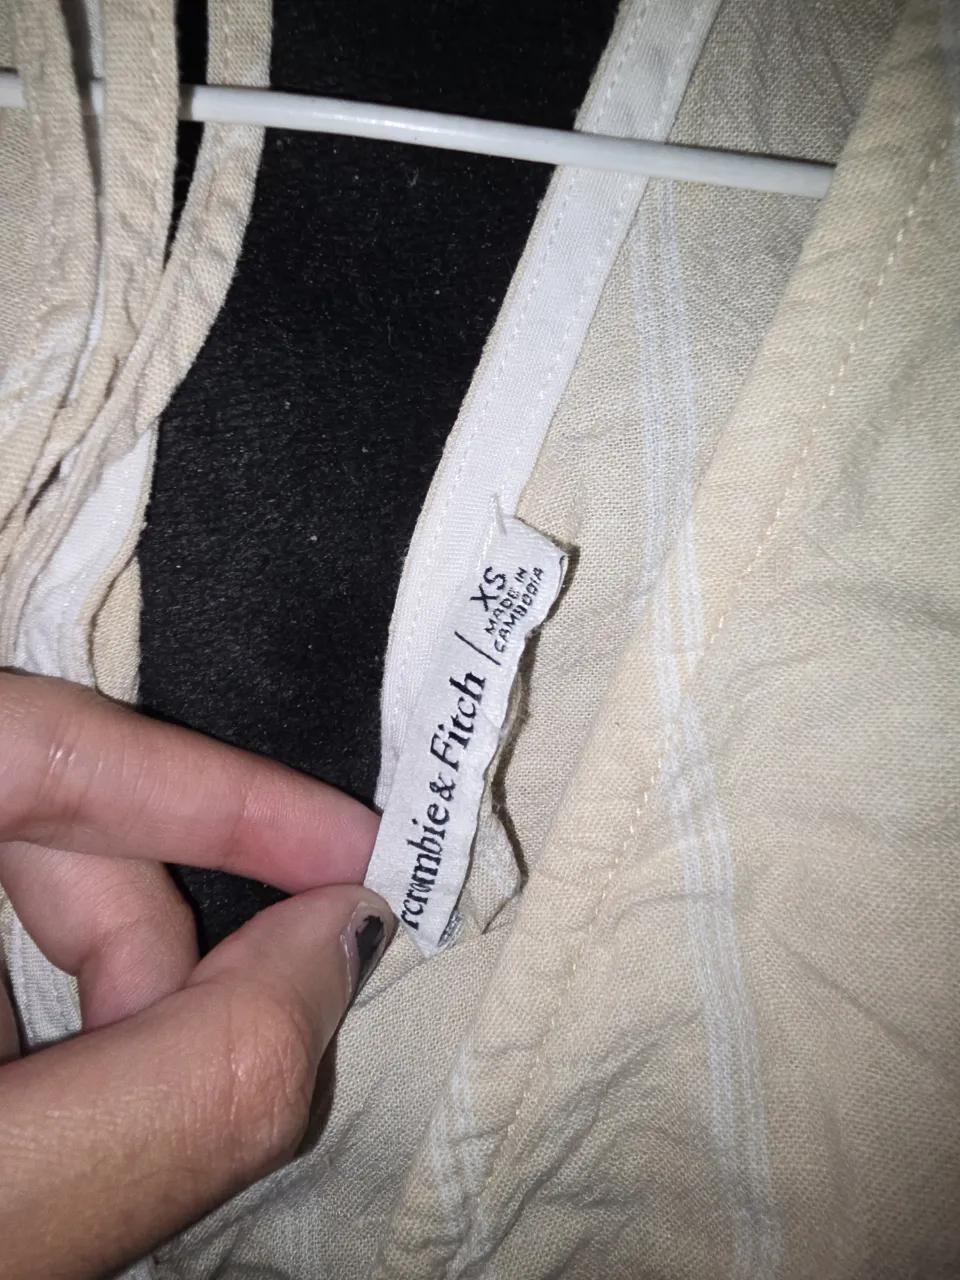 rcrombie & Fitch / XS
MADE IN
CAMBODIA